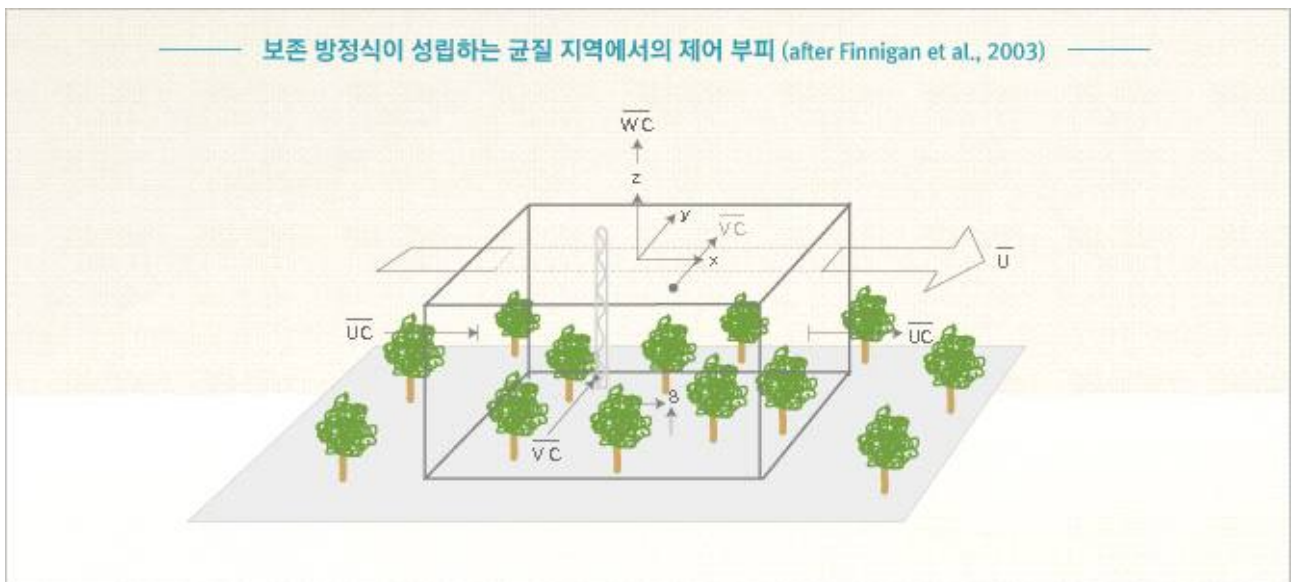 보존 방정식이 성립하는 균질 지역에서의 제어 부피 (after Finnigan et al., 2003)
WC
z
y
VC
x
U
UC
UC
8
VC